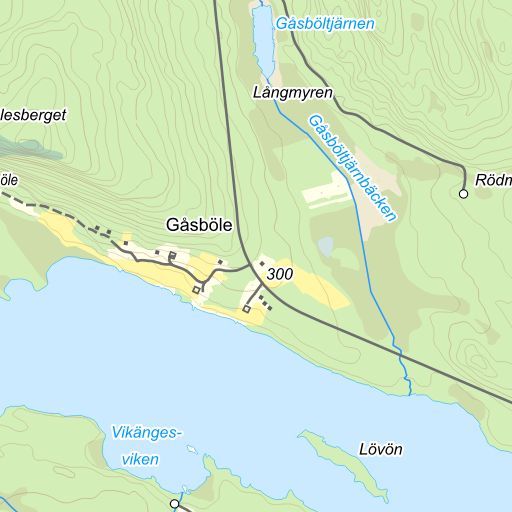 Gåsböltjärnen
Långmyren
lesberget
Gåsböltjärnbäcken
öle
Rödm
Gåsböle
300
Vikänges-
viken
Lövön